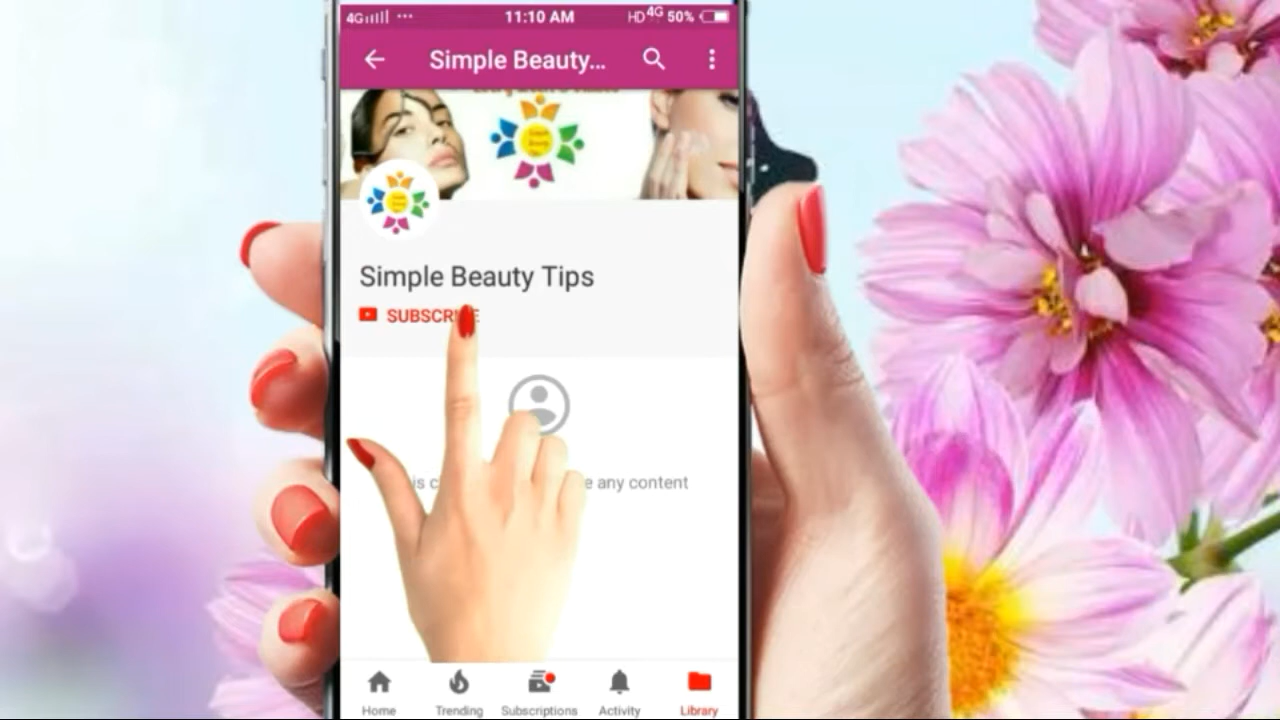 4G 11:10 AM HD 4G 50%
Simple Beauty...
Simple Beauty Tips
SUBSCRIBE
any content
Home Trending Subscriptions Activity Library